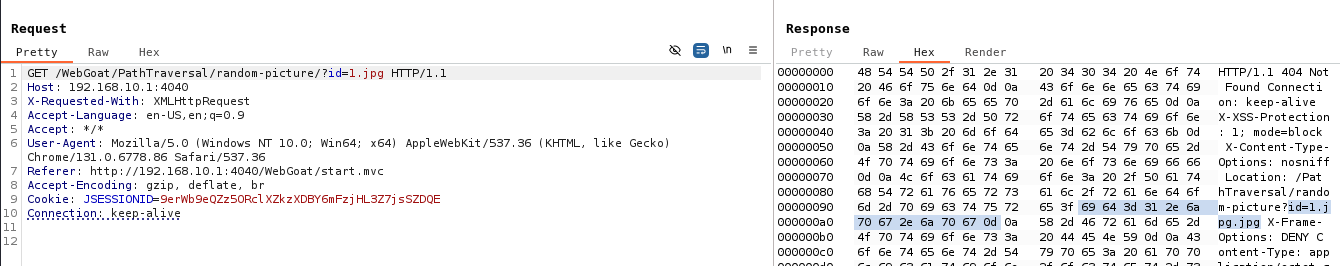 Request
Pretty Raw Hex \n
1 GET /WebGoat/PathTraversal/random-picture/?id=1.jpg HTTP/1.1
2 Host: 192.168.10.1:4040
3 X-Requested-With: XMLHttpRequest
4 Accept-Language: en-US,en;q=0.9
5 Accept: */*
6 User-Agent: Mozilla/5.0 (Windows NT 10.0; Win64; x64) AppleWebKit/537.36 (KHTML, like Gecko)
Chrome/131.0.6778.86 Safari/537.36
7 Referer: http://192.168.10.1:4040/WebGoat/start.mvc
8 Accept-Encoding: gzip, deflate, br
9 Cookie: JSESSIONID=9erWb9eQZz5ORclXZkzXDBY6mFzjHL3Z7jsSZDQE
10 Connection: keep-alive
11
12
Response
Pretty Raw Hex Render
00000000 48 54 54 50 2f 31 2e 31 20 34 30 34 20 4e 6f 74 HTTP/1.1 404 Not
00000010 20 46 6f 75 6e 64 0d 0a 43 6f 6e 6e 65 63 74 69 Found Connecti
00000020 6f 6e 3a 20 6b 65 65 70 2d 61 6c 69 76 65 0d 0a on: keep-alive
00000030 58 2d 58 53 53 2d 50 72 6f 74 65 63 74 69 6f 6e X-XSS-Protection
00000040 3a 20 31 3b 20 6d 6f 64 65 3d 62 6c 6f 63 6b 0d : 1; mode=block
00000050 0a 58 2d 43 6f 6e 74 65 6e 74 2d 54 79 70 65 2d X-Content-Type-
00000060 4f 70 74 69 6f 6e 73 3a 20 6e 6f 73 6e 69 66 66 Options: nosniff
00000070 0d 0a 4c 6f 63 61 74 69 6f 6e 3a 20 2f 50 61 74 Location: /Pat
00000080 68 54 72 61 76 65 72 73 61 6c 2f 72 61 6e 64 6f hTraversal/rando
00000090 6d 2d 70 69 63 74 75 72 65 3f 69 64 3d 31 2e 6a m-picture?id=1.j
000000a0 70 67 2e 6a 70 67 0d 0a 58 2d 46 72 61 6d 65 2d pg.jpg X-Frame-
000000b0 4f 70 74 69 6f 6e 73 3a 20 44 45 4e 59 0d 0a 43 Options: DENY C
000000c0 6f 6e 74 65 6e 74 2d 54 79 70 65 3a 20 61 70 70 ontent-Type: app